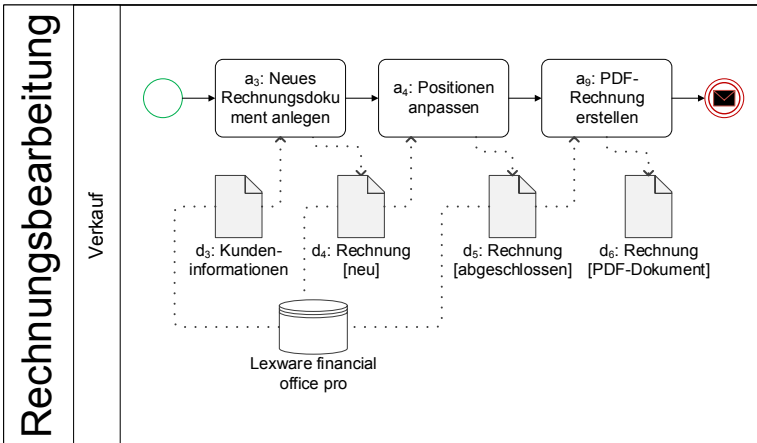 Rechnungsbearbeitung
Verkauf
a₃: Neues
Rechnungsdoku
ment anlegen
a₄: Positionen
anpassen
a₉: PDF-
Rechnung
erstellen
d₃: Kunden-
informationen
d₄: Rechnung
[neu]
d₅: Rechnung
[abgeschlossen]
d₆: Rechnung
[PDF-Dokument]
Lexware financial
office pro